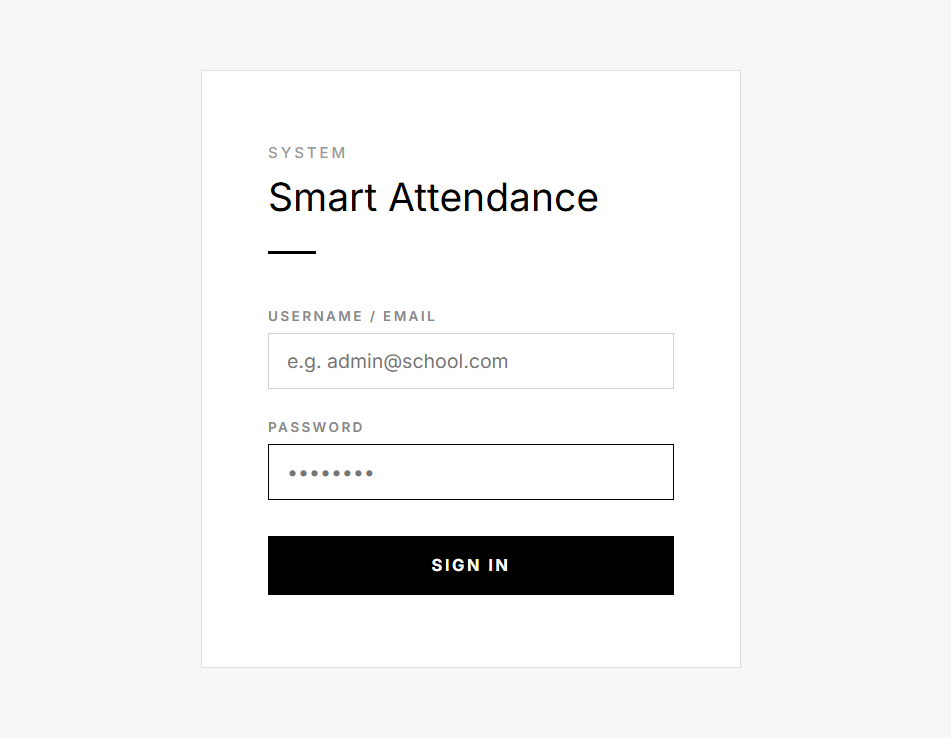 SYSTEM
Smart Attendance
USERNAME / EMAIL
e.g. admin@school.com
PASSWORD
••••••••
SIGN IN